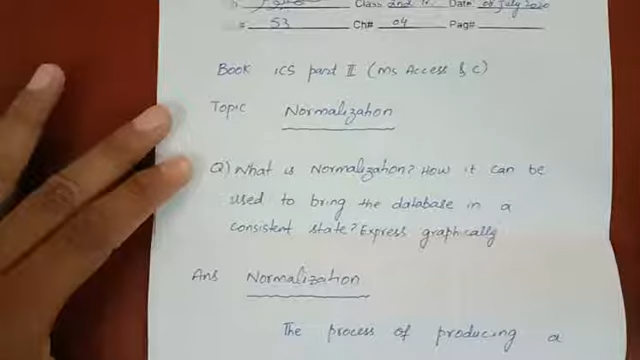 Class 2nd Yr Date 08 July 2020
# 53 Ch# 04 Pag#
Book ICS part II (Ms Access & C)
Topic Normalization
Q) What is Normalization? How it can be
used to bring the database in a
consistent state? Express graphically
Ans Normalization
The process of producing a